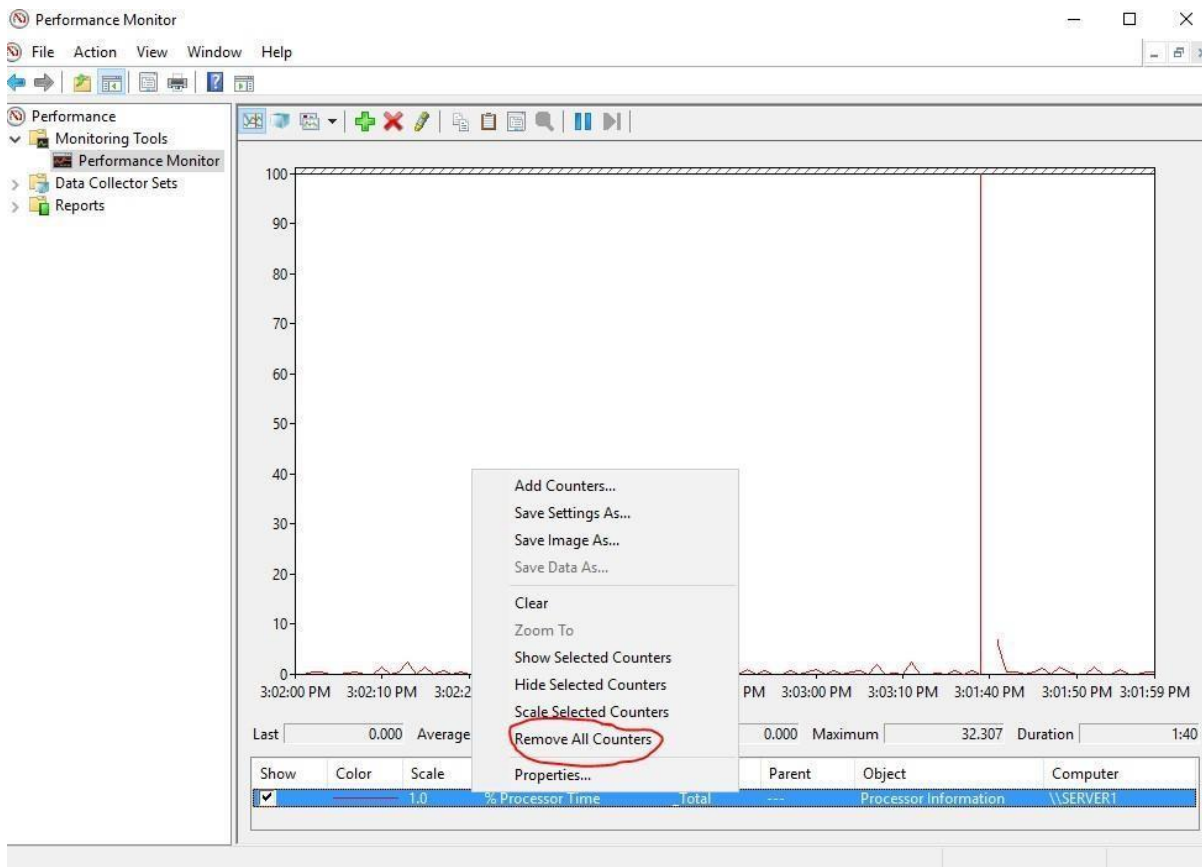 Performance Monitor
File Action View Window Help
Performance
Monitoring Tools
Performance Monitor
Data Collector Sets
Reports
100
90
80
70
60
50
40
30
20
10
0
3:02:00 PM 3:02:10 PM 3:02:2 PM 3:03:00 PM 3:03:10 PM 3:01:40 PM 3:01:50 PM 3:01:59 PM
Add Counters...
Save Settings As...
Save Image As...
Save Data As...
Clear
Zoom To
Show Selected Counters
Hide Selected Counters
Scale Selected Counters
Remove All Counters
Properties...
Last 0.000 Average 0.000 Maximum 32.307 Duration 1:40
Show Color Scale Parent Object Computer
1.0 % Processor Time _Total --- Processor Information \\SERVER1